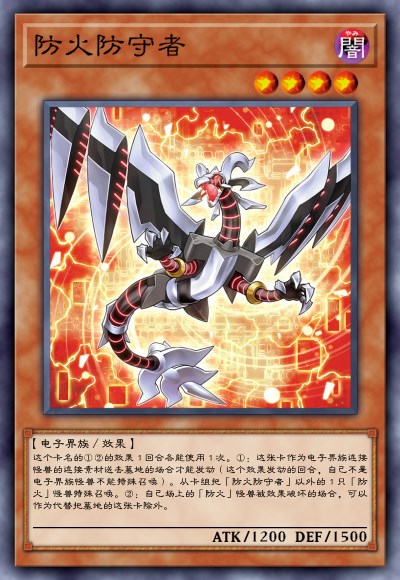 防火防守者
やみ
闇
【电子界族/效果】
这个卡名的①②的效果1回合各能使用1次。①：这张卡作为电子界族连接
怪兽的连接素材送去墓地的场合才能发动（这个效果发动的回合，自己不是
电子界族怪兽不能特殊召唤）。从卡组把「防火防守者」以外的1只「防
火」怪兽特殊召唤。②：自己场上的「防火」怪兽被效果破坏的场合，可以
作为代替把墓地的这张卡除外。
ATK/1200 DEF/1500